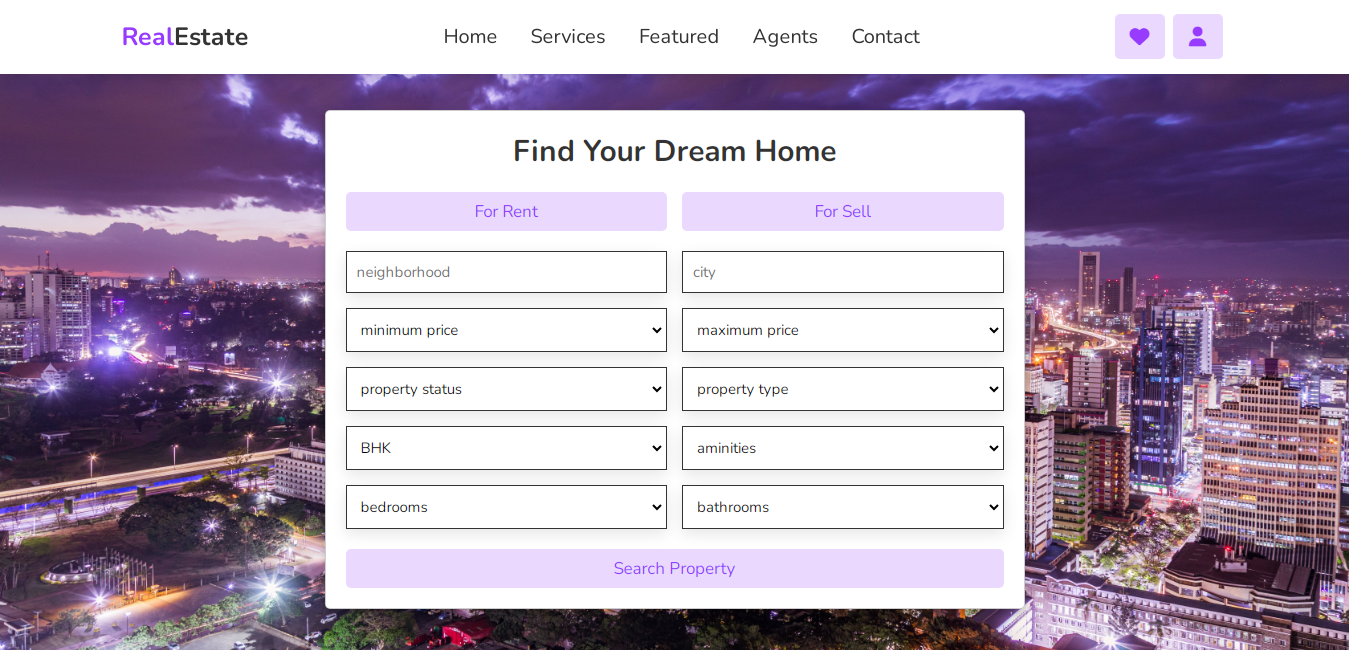 RealEstate Home Services Featured Agents Contact
Find Your Dream Home
For Rent For Sell
neighborhood city
minimum price maximum price
property status property type
BHK aminities
bedrooms bathrooms
Search Property